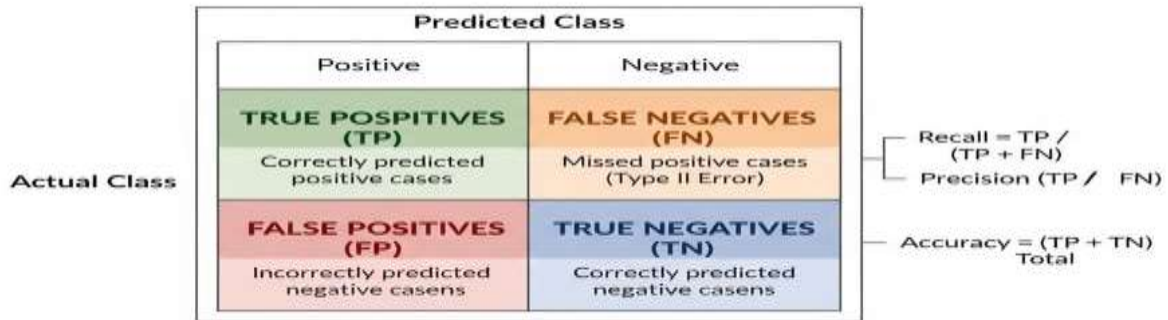 Predicted Class
Positive
Negative
TRUE POSPITIVES
(TP)
Correctly predicted
positive cases
FALSE NEGATIVES
(FN)
Missed positive cases
(Type II Error)
Recall = TP /
(TP + FN)
Precision (TP / FN)
Actual Class
FALSE POSITIVES
(FP)
Incorrectly predicted
negative casens
TRUE NEGATIVES
(TN)
Correctly predicted
negative casens
Accuracy = (TP + TN)
Total